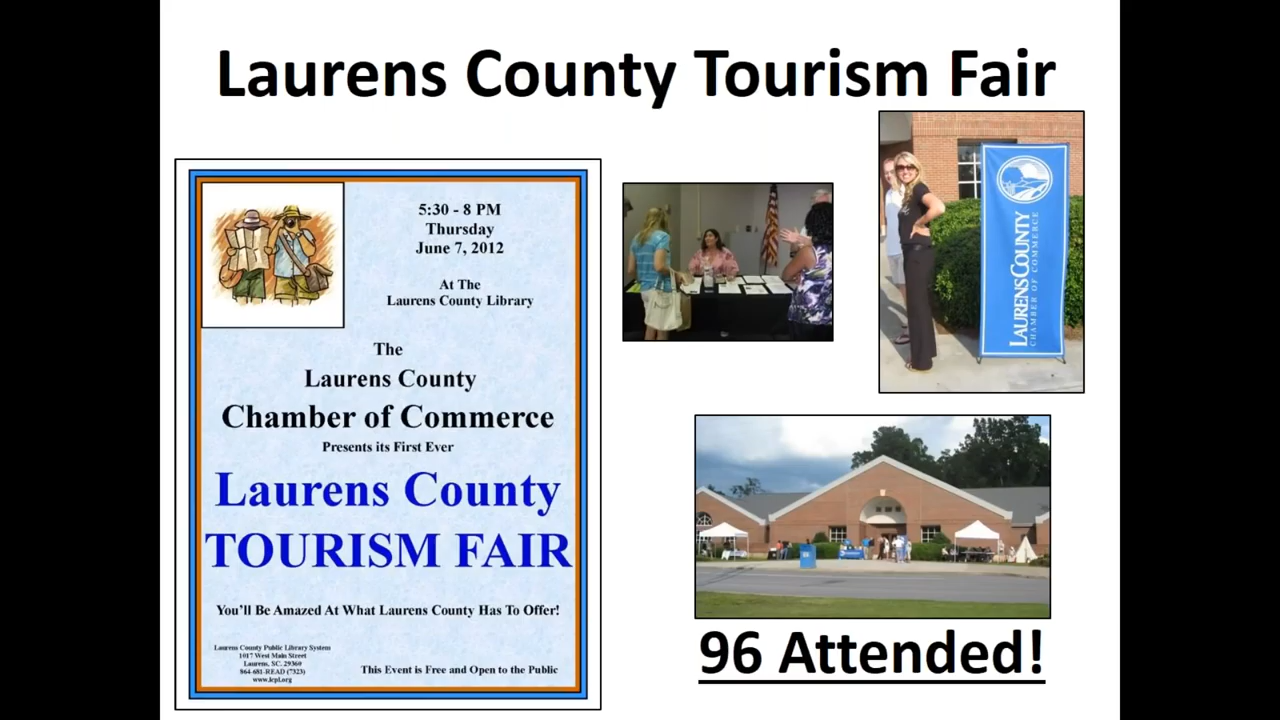 Laurens County Tourism Fair
5:30 - 8 PM
Thursday
June 7, 2012
At The
Laurens County Library
The
Laurens County
Chamber of Commerce
Presents its First Ever
Laurens County
TOURISM FAIR
You'll Be Amazed At What Laurens County Has To Offer!
Laurens County Public Library System
1017 West Main Street
Laurens, SC. 29360
864-681-READ (7323)
www.lcpl.org
This Event is Free and Open to the Public
LAURENS COUNTY
CHAMBER OF COMMERCE
96 Attended!